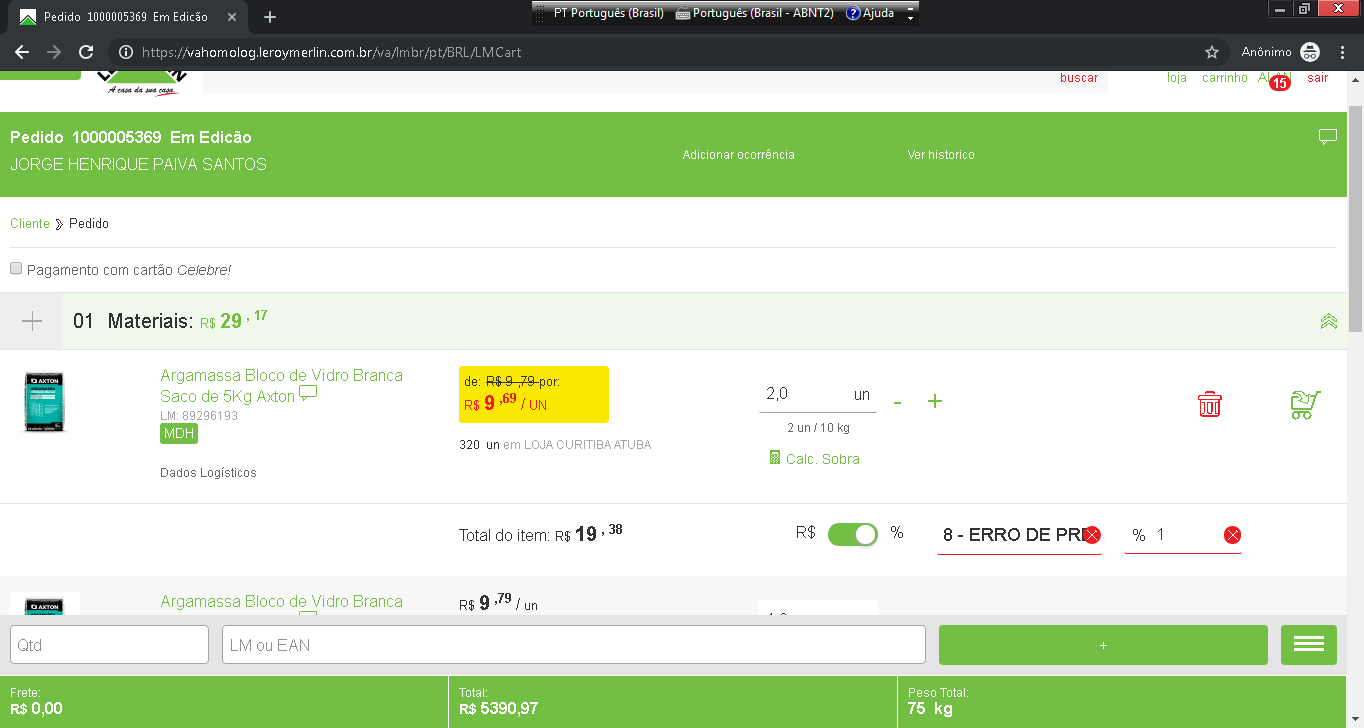 Pedido 1000005369 Em Edicão
PT Português (Brasil) Português (Brasil - ABNT2) Ajuda
https://vahomolog.leroymerlin.com.br/va/lmbr/pt/BRL/LMCart
Anônimo
A casa da sua casa.
buscar
loja carrinho 15 sair
Pedido 1000005369 Em Edicão
JORGE HENRIQUE PAIVA SANTOS
Adicionar ocorrência
Ver historico
Cliente Pedido
Pagamento com cartão Celebre!
01 Materiais: R$ 29 , 17
Argamassa Bloco de Vidro Branca
Saco de 5Kg Axton
LM: 89296193
MDH
Dados Logísticos
AXTON
de: R$ 9 ,79 por:
R$ 9 ,69 / UN
320 un em LOJA CURITIBA ATUBA
2,0 un - +
2 un / 10 kg
Calc. Sobra
Total do item: R$ 19 , 38
R$ %
8 - ERRO DE PRE
% 1
AXTON
Argamassa Bloco de Vidro Branca
R$ 9 ,79 / un
Qtd
LM ou EAN
+
Frete:
R$ 0,00
Total:
R$ 5390,97
Peso Total:
75 kg